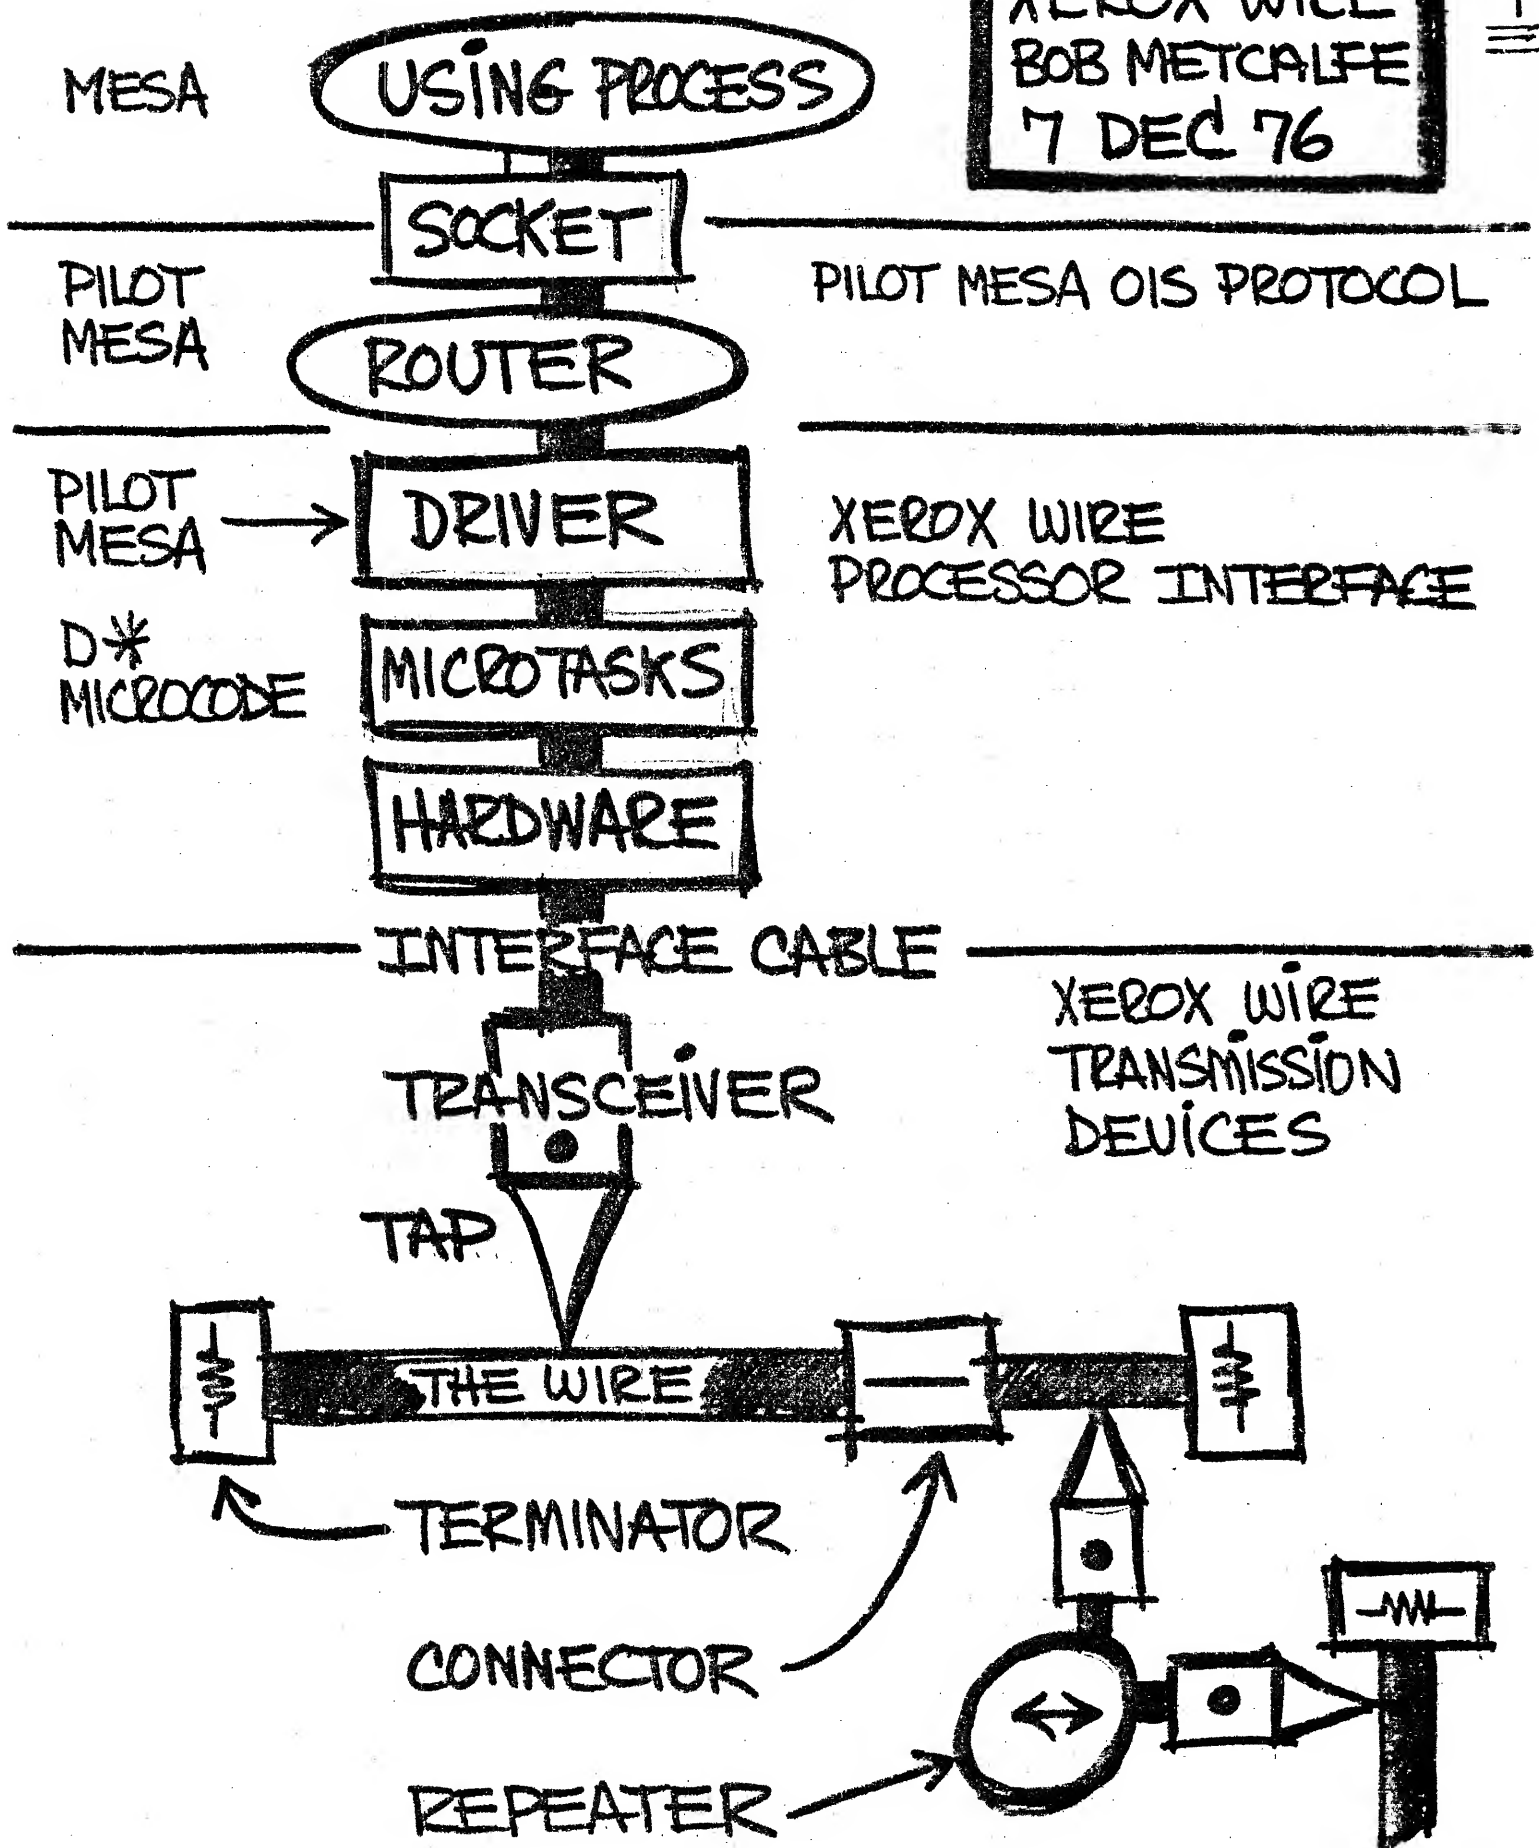 XEROX WIRE
BOB METCALFE
7 DEC 76
MESA
USING PROCESS
SOCKET
PILOT
MESA
PILOT MESA OIS PROTOCOL
ROUTER
PILOT
MESA
DRIVER
XEROX WIRE
PROCESSOR INTERFACE
D*
MICROCODE
MICROTASKS
HARDWARE
INTERFACE CABLE
XEROX WIRE
TRANSMISSION
DEVICES
TRANSCEIVER
TAP
THE WIRE
TERMINATOR
CONNECTOR
REPEATER